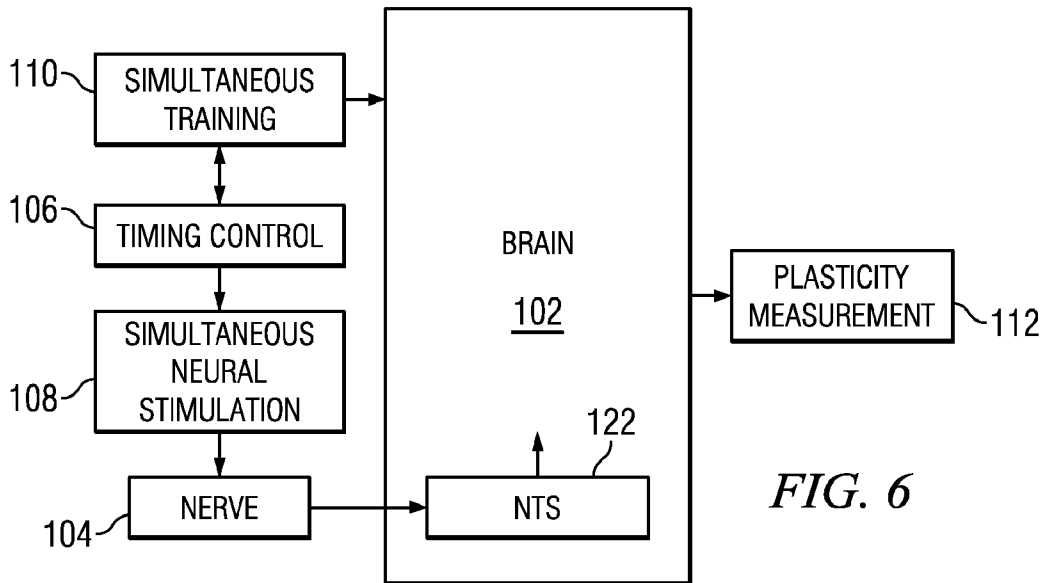 110
SIMULTANEOUS
TRAINING
106
TIMING CONTROL
108
SIMULTANEOUS
NEURAL
STIMULATION
104
NERVE
BRAIN
102
122
NTS
PLASTICITY
MEASUREMENT
112
FIG. 6